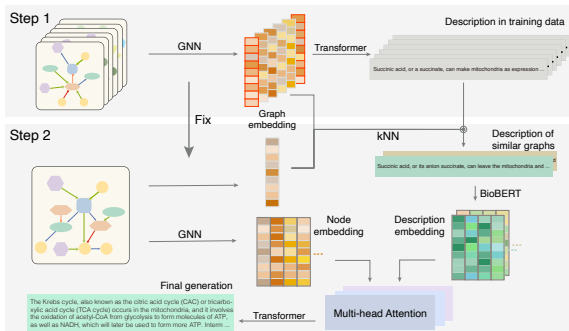 Step 1
GNN
Transformer
Description in training data
Succinic acid, or a succinate, can make mitochondria as expression ...
Graph
embedding
Fix
kNN
Step 2
Description of
similar graphs
Succinic acid, or its anion succinate, can leave the mitochondria and ...
BioBERT
GNN
Node
embedding
Description
embedding
Final generation
The Krebs cycle, also known as the citric acid cycle (CAC) or tricarbo-
xylic acid cycle (TCA cycle) occurs in the mitochondria, and it involves
the oxidation of acetyl-CoA from glycolysis to form molecules of ATP,
as well as NADH, which will later be used to form more ATP. Interm ...
Transformer
Multi-head Attention